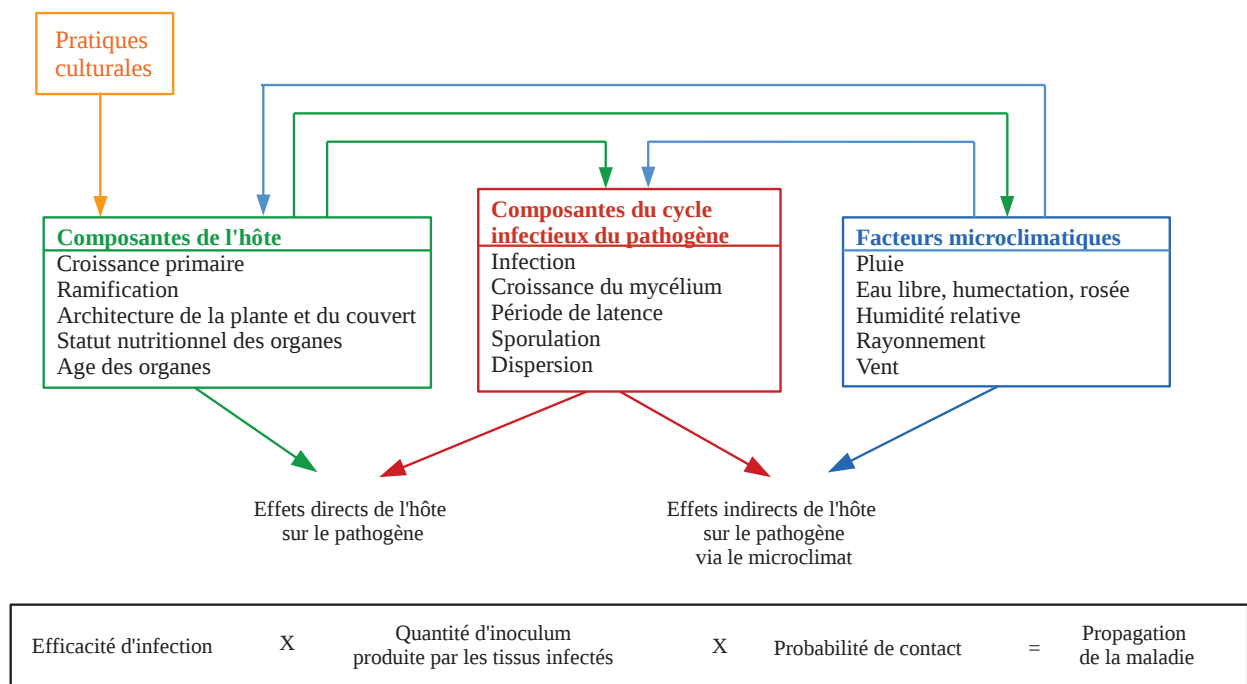 Pratiques
culturales
Composantes de l'hôte
Croissance primaire
Ramification
Architecture de la plante et du couvert
Statut nutritionnel des organes
Age des organes
Composantes du cycle
infectieux du pathogène
Infection
Croissance du mycélium
Période de latence
Sporulation
Dispersion
Facteurs microclimatiques
Pluie
Eau libre, humectation, rosée
Humidité relative
Rayonnement
Vent
Effets directs de l'hôte
sur le pathogène
Effets indirects de l'hôte
sur le pathogène
via le microclimat
Efficacité d'infection
X
Quantité d'inoculum
produite par les tissus infectés
X
Probabilité de contact
=
Propagation
de la maladie